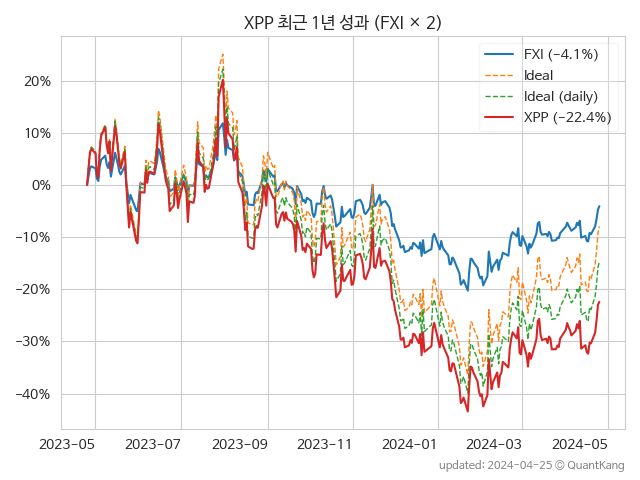 XPP 최근 1년 성과 (FXI × 2)
FXI (−4.1%)
Ideal
Ideal (daily)
XPP (−22.4%)
20%
10%
0%
−10%
−20%
−30%
−40%
2023-05 2023-07 2023-09 2023-11 2024-01 2024-03 2024-05
updated: 2024-04-25 © QuantKang